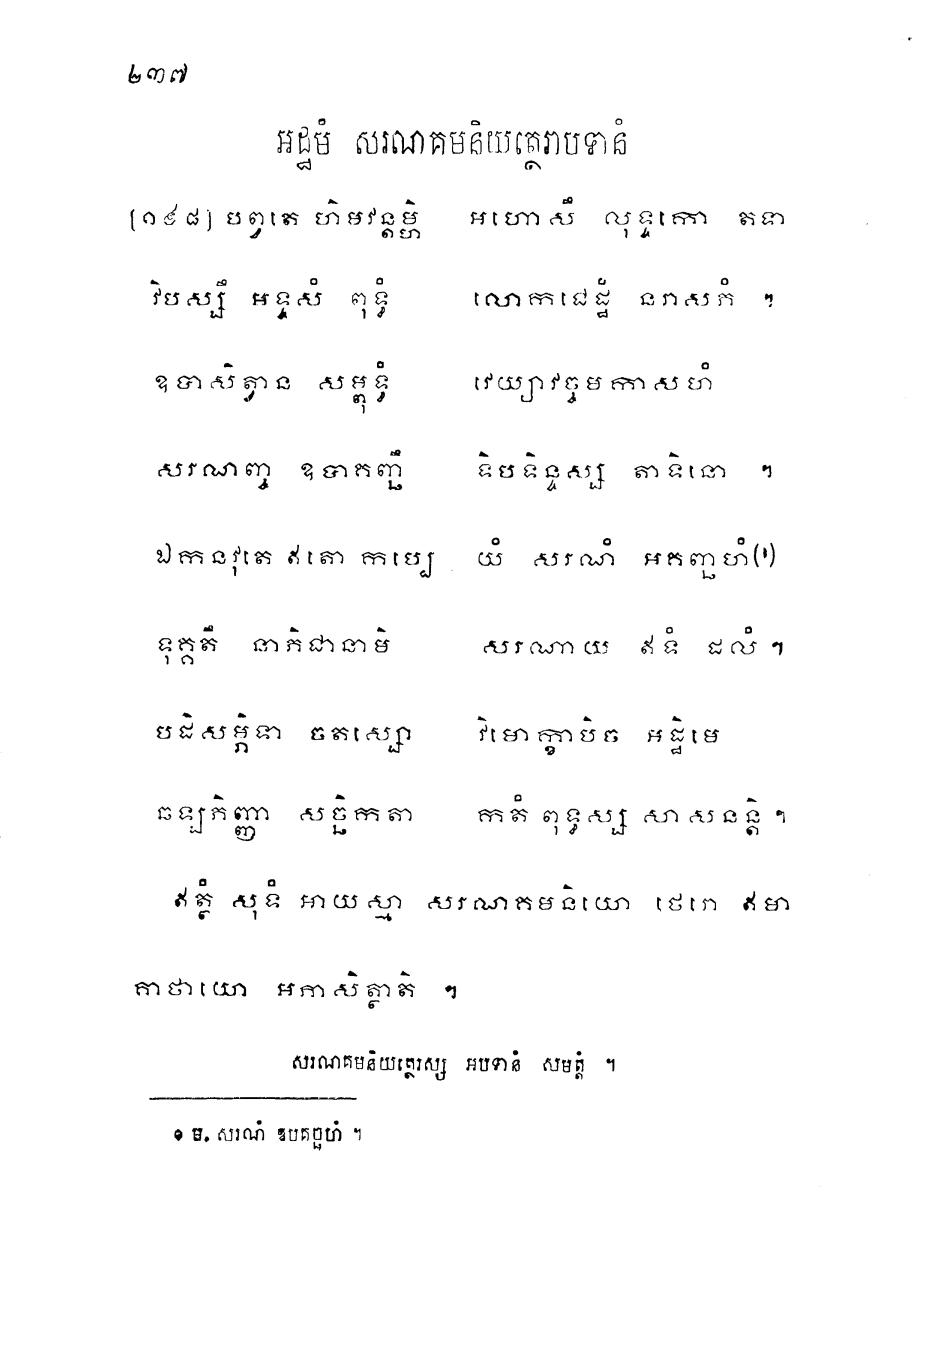 ២៣៧
អដ្ឋមំ សរណគមនិយត្ថេរាបទានំ
[១៩៨] បព្វតេ ហិមវន្តម្ហិ អហោសឹ លុទ្ទកោ តទា
វិបស្សឹ អទ្ទសំ ពុទ្ធំ លោកជេដ្ឋំ នរាសភំ ។
ឧបាសិត្វាន សម្ពុទ្ធំ វេយ្យាវច្ចមកាសហំ
សរណញ្ច ឧបាគញ្ឆឹ ទិបទិន្ទស្ស តាទិនោ ។
ឯកនវុតេ ឥតោ កប្បេ យំ សរណំ អគញ្ឆហំ(១)
ទុគ្គតឹ នាភិជានាមិ សរណាយ ឥទំ ផលំ ។
បដិសម្ភិទា ចតស្សោ វិមោក្ខាបិច អដ្ឋិមេ
ឆឡភិញ្ញា សច្ឆិកតា កតំ ពុទ្ធស្ស សាសនន្តិ ។
ឥត្ថំ សុទំ អាយស្មា សរណគមនិយោ ថេរោ ឥមា
គាថាយោ អភាសិត្ថាតិ ។
សរណគមនិយត្ថេរស្ស អបទានំ សមត្តំ ។
១ ម. សរណំ ឧបគច្ឆហំ ។